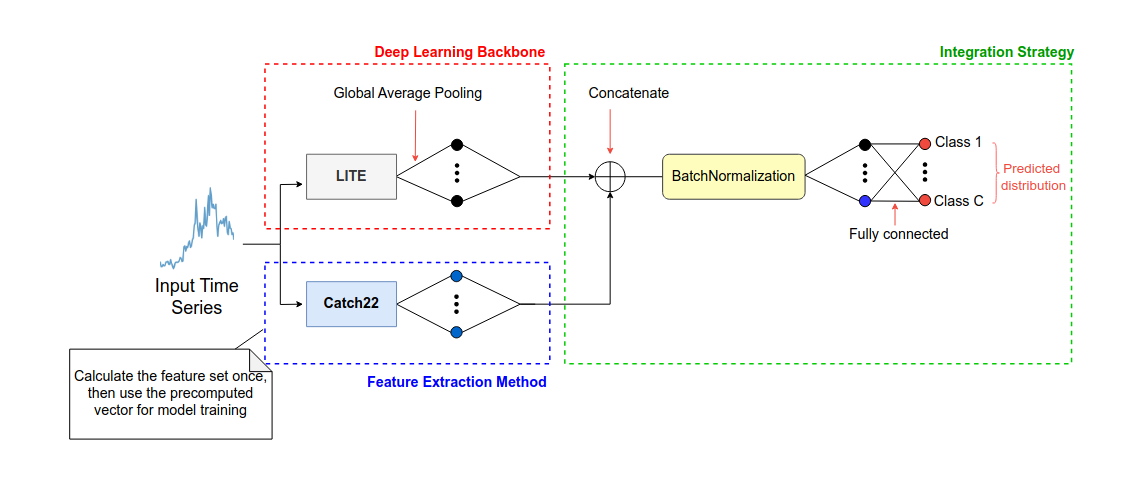 Deep Learning Backbone
Integration Strategy
Global Average Pooling
Concatenate
LITE
BatchNormalization
Class 1
Predicted
distribution
Class C
Fully connected
Input Time
Series
Catch22
Feature Extraction Method
Calculate the feature set once,
then use the precomputed
vector for model training